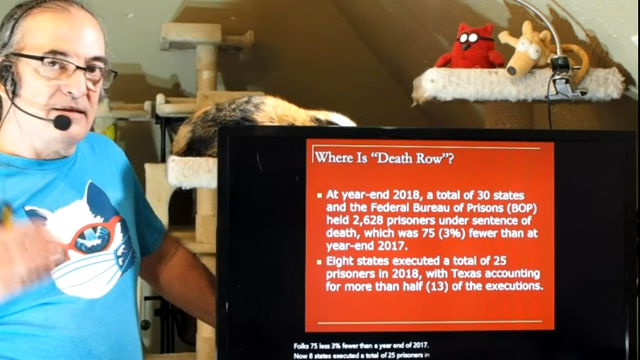 Where Is “Death Row”?
At year-end 2018, a total of 30 states
and the Federal Bureau of Prisons (BOP)
held 2,628 prisoners under sentence of
death, which was 75 (3%) fewer than at
year-end 2017.
Eight states executed a total of 25
prisoners in 2018, with Texas accounting
for more than half (13) of the executions.
Folks 75 less 3% fewer than a year end of 2017.
Now 8 states executed a total of 25 prisoners in